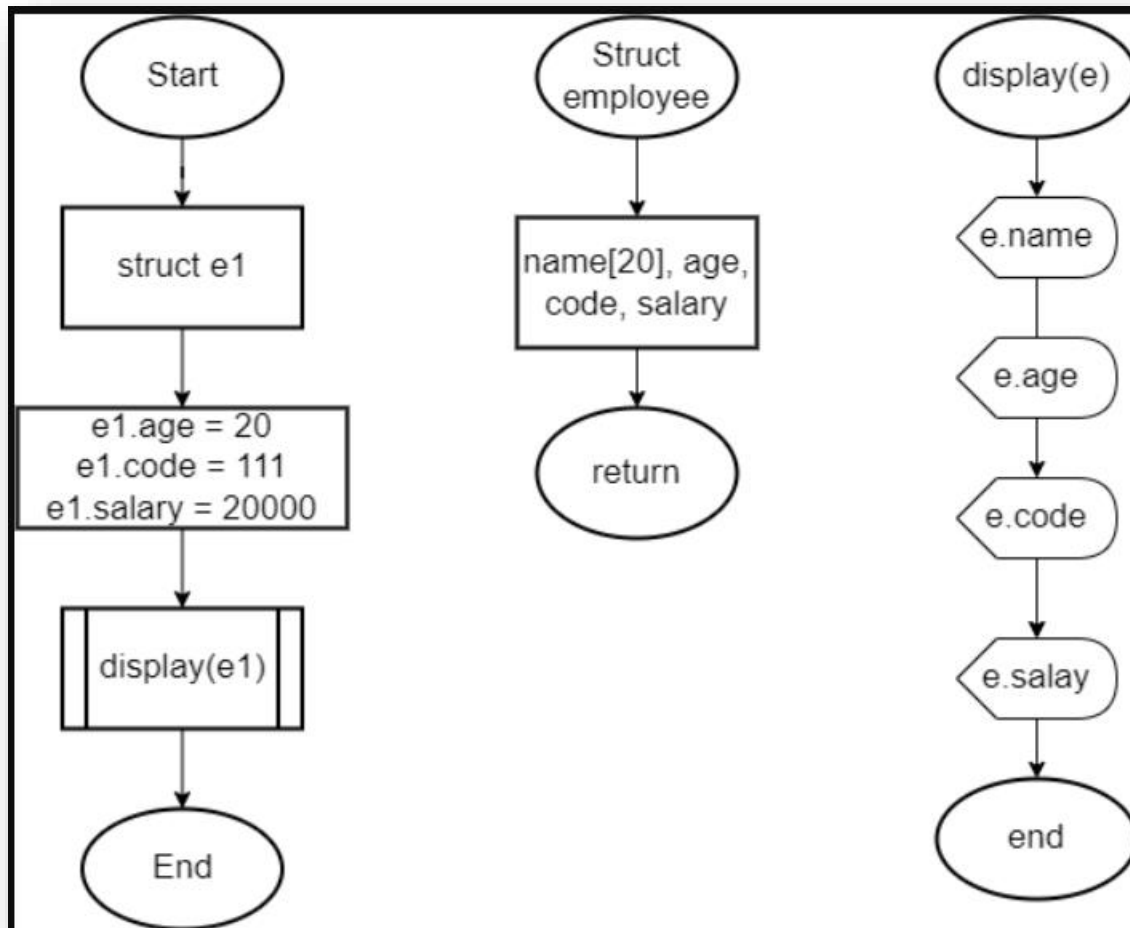 Start
struct e1
e1.age = 20
e1.code = 111
e1.salary = 20000
display(e1)
End
Struct
employee
name[20], age,
code, salary
return
display(e)
e.name
e.age
e.code
e.salay
end